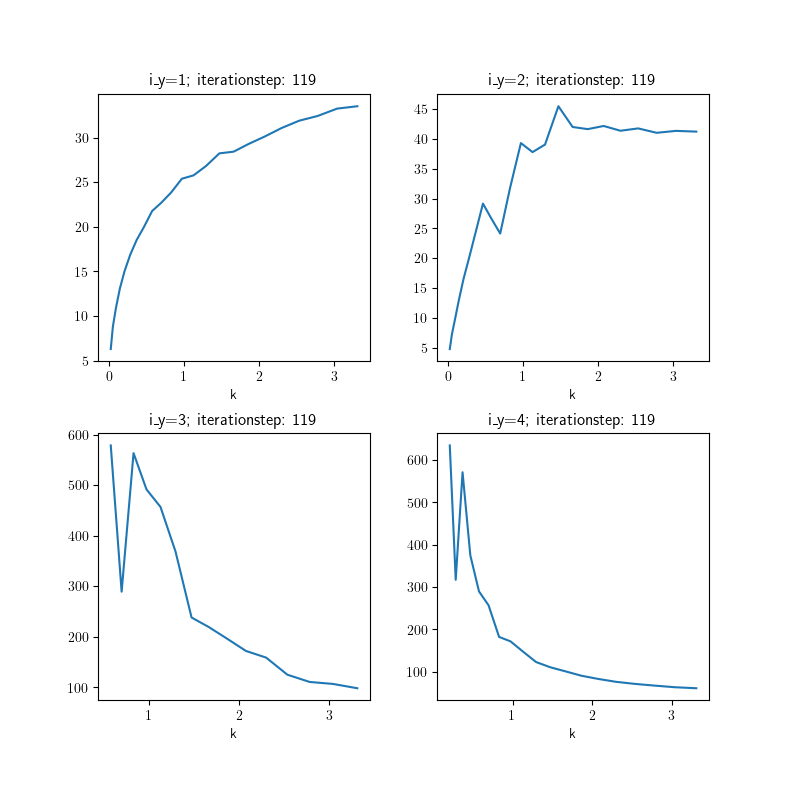 i_y=1; iterationstep: 119
30
25
20
15
10
5
0 1 2 3
k
i_y=2; iterationstep: 119
45
40
35
30
25
20
15
10
5
0 1 2 3
k
i_y=3; iterationstep: 119
600
500
400
300
200
100
1 2 3
k
i_y=4; iterationstep: 119
600
500
400
300
200
100
1 2 3
k